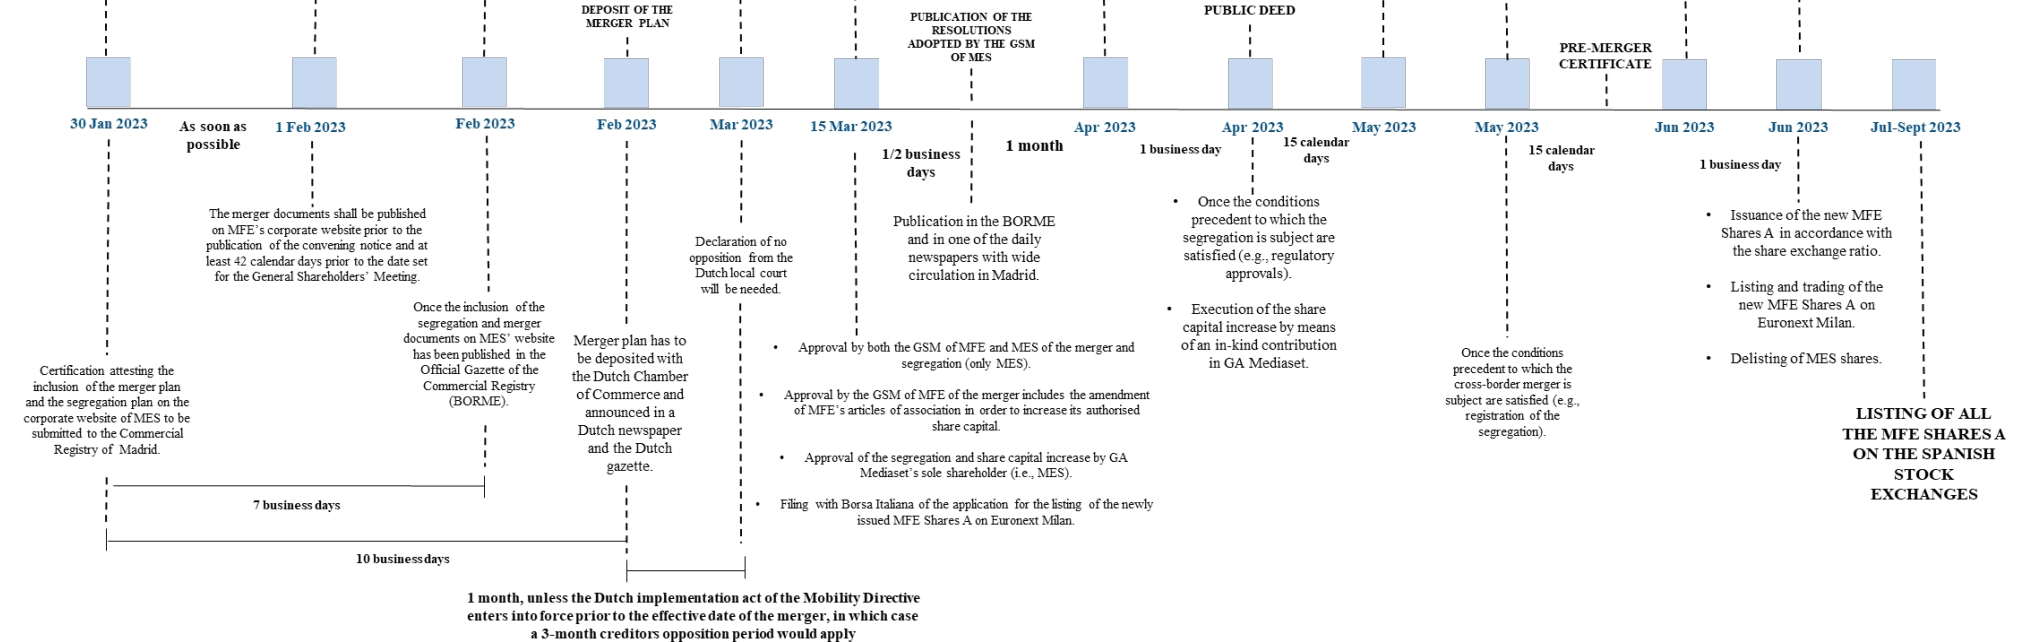 DEPOSIT OF THE
MERGER PLAN
PUBLICATION OF THE
RESOLUTIONS
ADOPTED BY THE GSM
OF MES
PUBLIC DEED
PRE-MERGER
CERTIFICATE
30 Jan 2023
As soon as
possible
1 Feb 2023
Feb 2023
Feb 2023
Mar 2023
15 Mar 2023
1/2 business
days
1 month
Apr 2023
1 business day
Apr 2023
15 calendar
days
May 2023
May 2023
15 calendar
days
Jun 2023
1 business day
Jun 2023
Jul-Sept 2023
Certification attesting the
inclusion of the merger plan
and the segregation plan on the
corporate website of MES to be
submitted to the Commercial
Registry of Madrid.
The merger documents shall be published
on MFE's corporate website prior to the
publication of the convening notice and at
least 42 calendar days prior to the date set
for the General Shareholders' Meeting.
Once the inclusion of the
segregation and merger
documents on MES' website
has been published in the
Official Gazette of the
Commercial Registry
(BORME).
Merger plan has to
be deposited with
the Dutch Chamber
of Commerce and
announced in a
Dutch newspaper
and the Dutch
gazette.
Declaration of no
opposition from the
Dutch local court
will be needed.
• Approval by both the GSM of MFE and MES of the merger and
segregation (only MES).
• Approval by the GSM of MFE of the merger includes the amendment
of MFE's articles of association in order to increase its authorised
share capital.
• Approval of the segregation and share capital increase by GA
Mediaset's sole shareholder (i.e., MES).
• Filing with Borsa Italiana of the application for the listing of the newly
issued MFE Shares A on Euronext Milan.
Publication in the BORME
and in one of the daily
newspapers with wide
circulation in Madrid.
• Once the conditions
precedent to which the
segregation is subject are
satisfied (e.g., regulatory
approvals).
• Execution of the share
capital increase by means
of an in-kind contribution
in GA Mediaset.
Once the conditions
precedent to which the
cross-border merger is
subject are satisfied (e.g.,
registration of the
segregation).
• Issuance of the new MFE
Shares A in accordance with
the share exchange ratio.
• Listing and trading of the
new MFE Shares A on
Euronext Milan.
• Delisting of MES shares.
LISTING OF ALL
THE MFE SHARES A
ON THE SPANISH
STOCK
EXCHANGES
7 business days
10 business days
1 month, unless the Dutch implementation act of the Mobility Directive
enters into force prior to the effective date of the merger, in which case
a 3-month creditors opposition period would apply